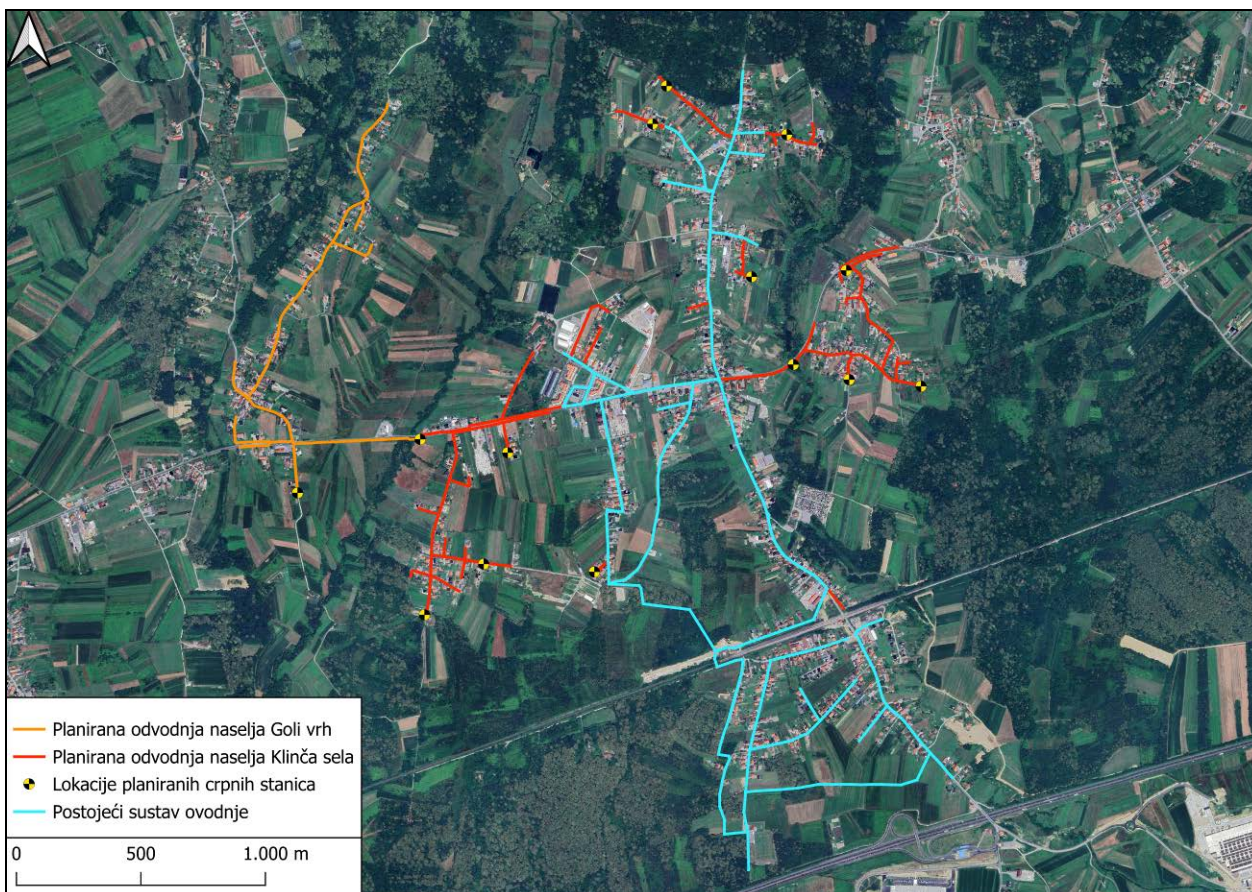 Planirana odvodnja naselja Goli vrh
Planirana odvodnja naselja Klinča sela
Lokacije planiranih crpnih stanica
Postojeći sustav ovodnje
0 500 1.000 m